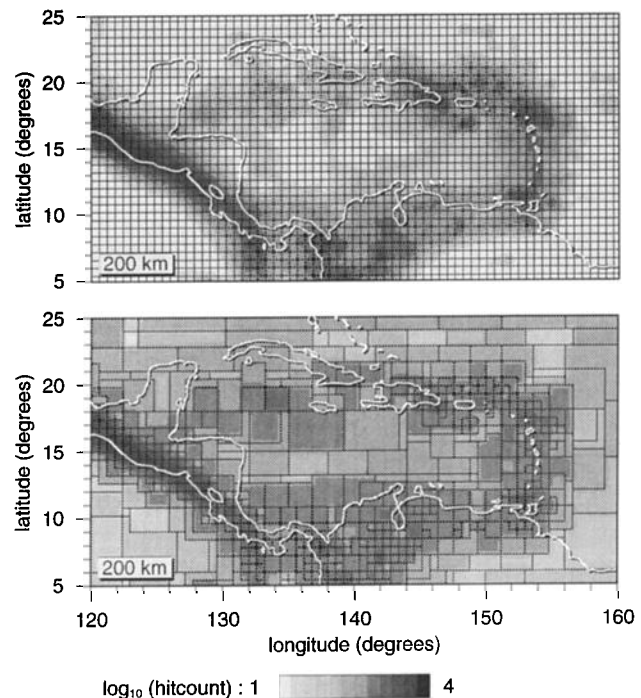 25
20
15
10
5
latitude (degrees)
200 km
25
20
15
10
5
latitude (degrees)
200 km
120 130 140 150 160
longitude (degrees)
log10 (hitcount) : 1 4